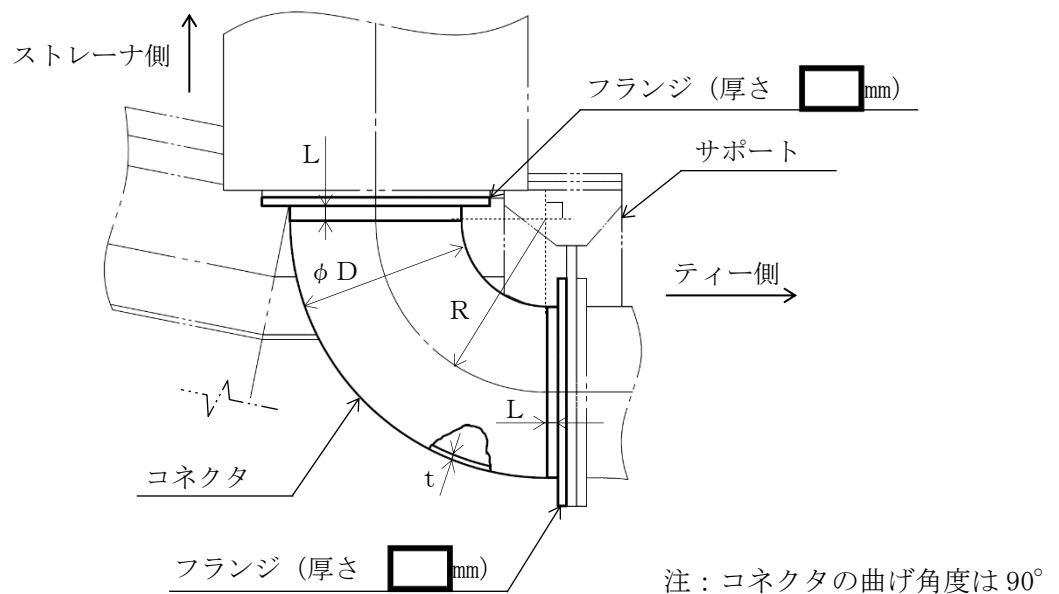 ストレーナ側
フランジ (厚さ mm)
L
サポート
φD
ティー側
R
L
コネクタ
t
フランジ (厚さ mm)
注：コネクタの曲げ角度は 90°